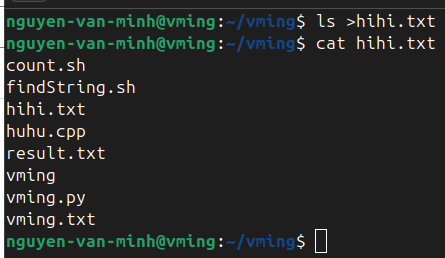 nguyen-van-minh@vming:~/vming$ ls >hihi.txt
nguyen-van-minh@vming:~/vming$ cat hihi.txt
count.sh
findString.sh
hihi.txt
huhu.cpp
result.txt
vming
vming.py
vming.txt
nguyen-van-minh@vming:~/vming$